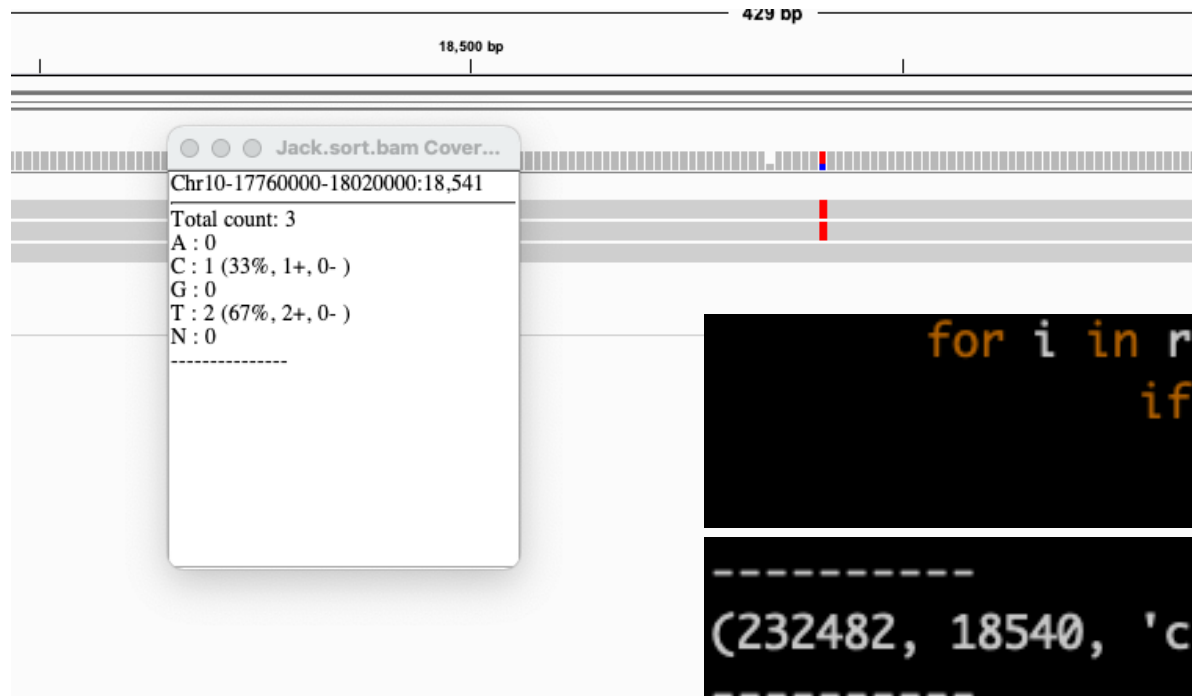 429 bp
18,500 bp
Jack.sort.bam Cover...
Chr10-17760000-18020000:18,541
Total count: 3
A : 0
C : 1 (33%, 1+, 0- )
G : 0
T : 2 (67%, 2+, 0- )
N : 0
---------------
for i in r
if
----------
(232482, 18540, 'c
----------